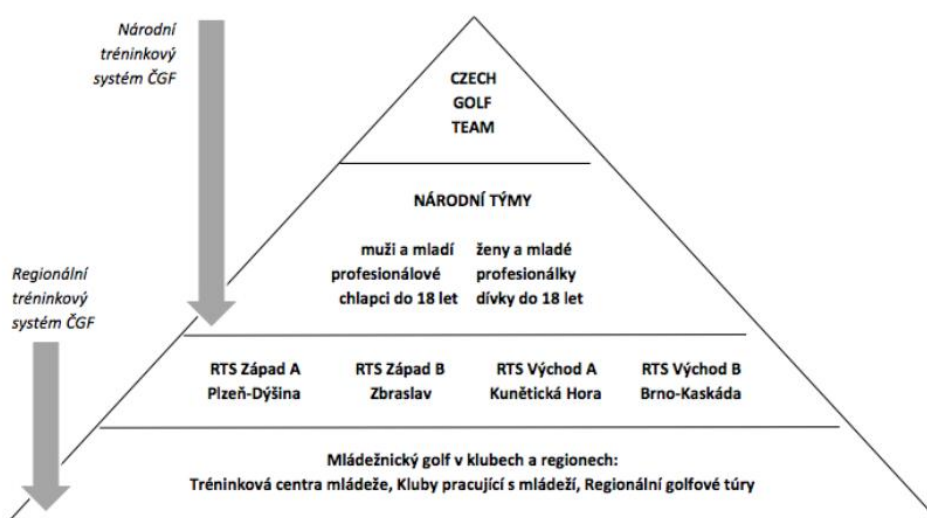 Národní
tréninkový
systém ČGF
CZECH
GOLF
TEAM
NÁRODNÍ TÝMY
muži a mladí ženy a mladé
profesionálové profesionálky
chlapci do 18 let dívky do 18 let
Regionální
tréninkový
systém ČGF
RTS Západ A RTS Západ B RTS Východ A RTS Východ B
Plzeň-Dýšina Zbraslav Kunětická Hora Brno-Kaskáda
Mládežnický golf v klubech a regionech:
Tréninková centra mládeže, Kluby pracující s mládeží, Regionální golfové túry